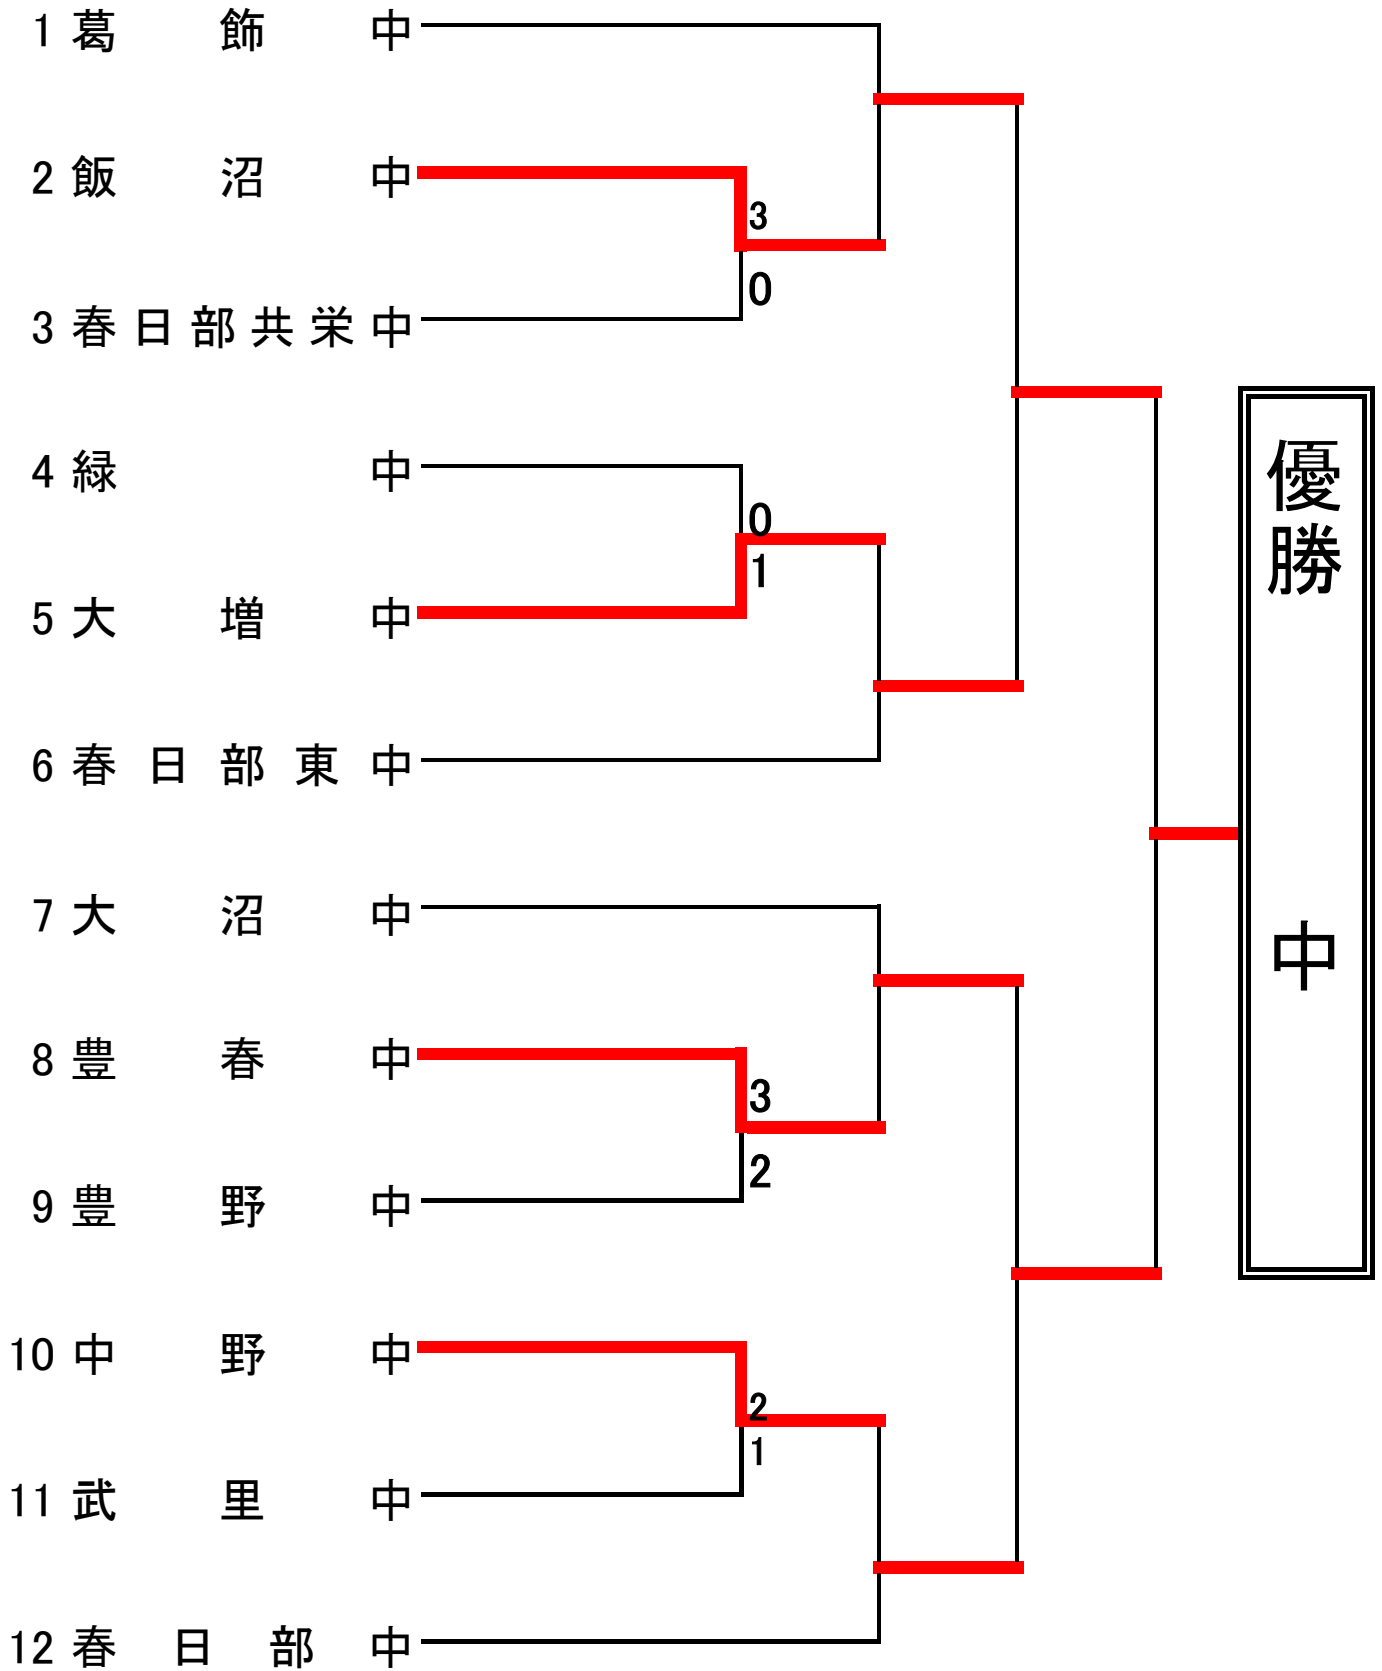 1 葛飾中
2 飯沼中
3
0
3 春日部共栄中
4 緑中
0
1
5 大増中
6 春日部東中
7 大沼中
8 豊春中
3
2
9 豊野中
10 中野中
2
1
11 武里中
12 春日部中
優勝 中